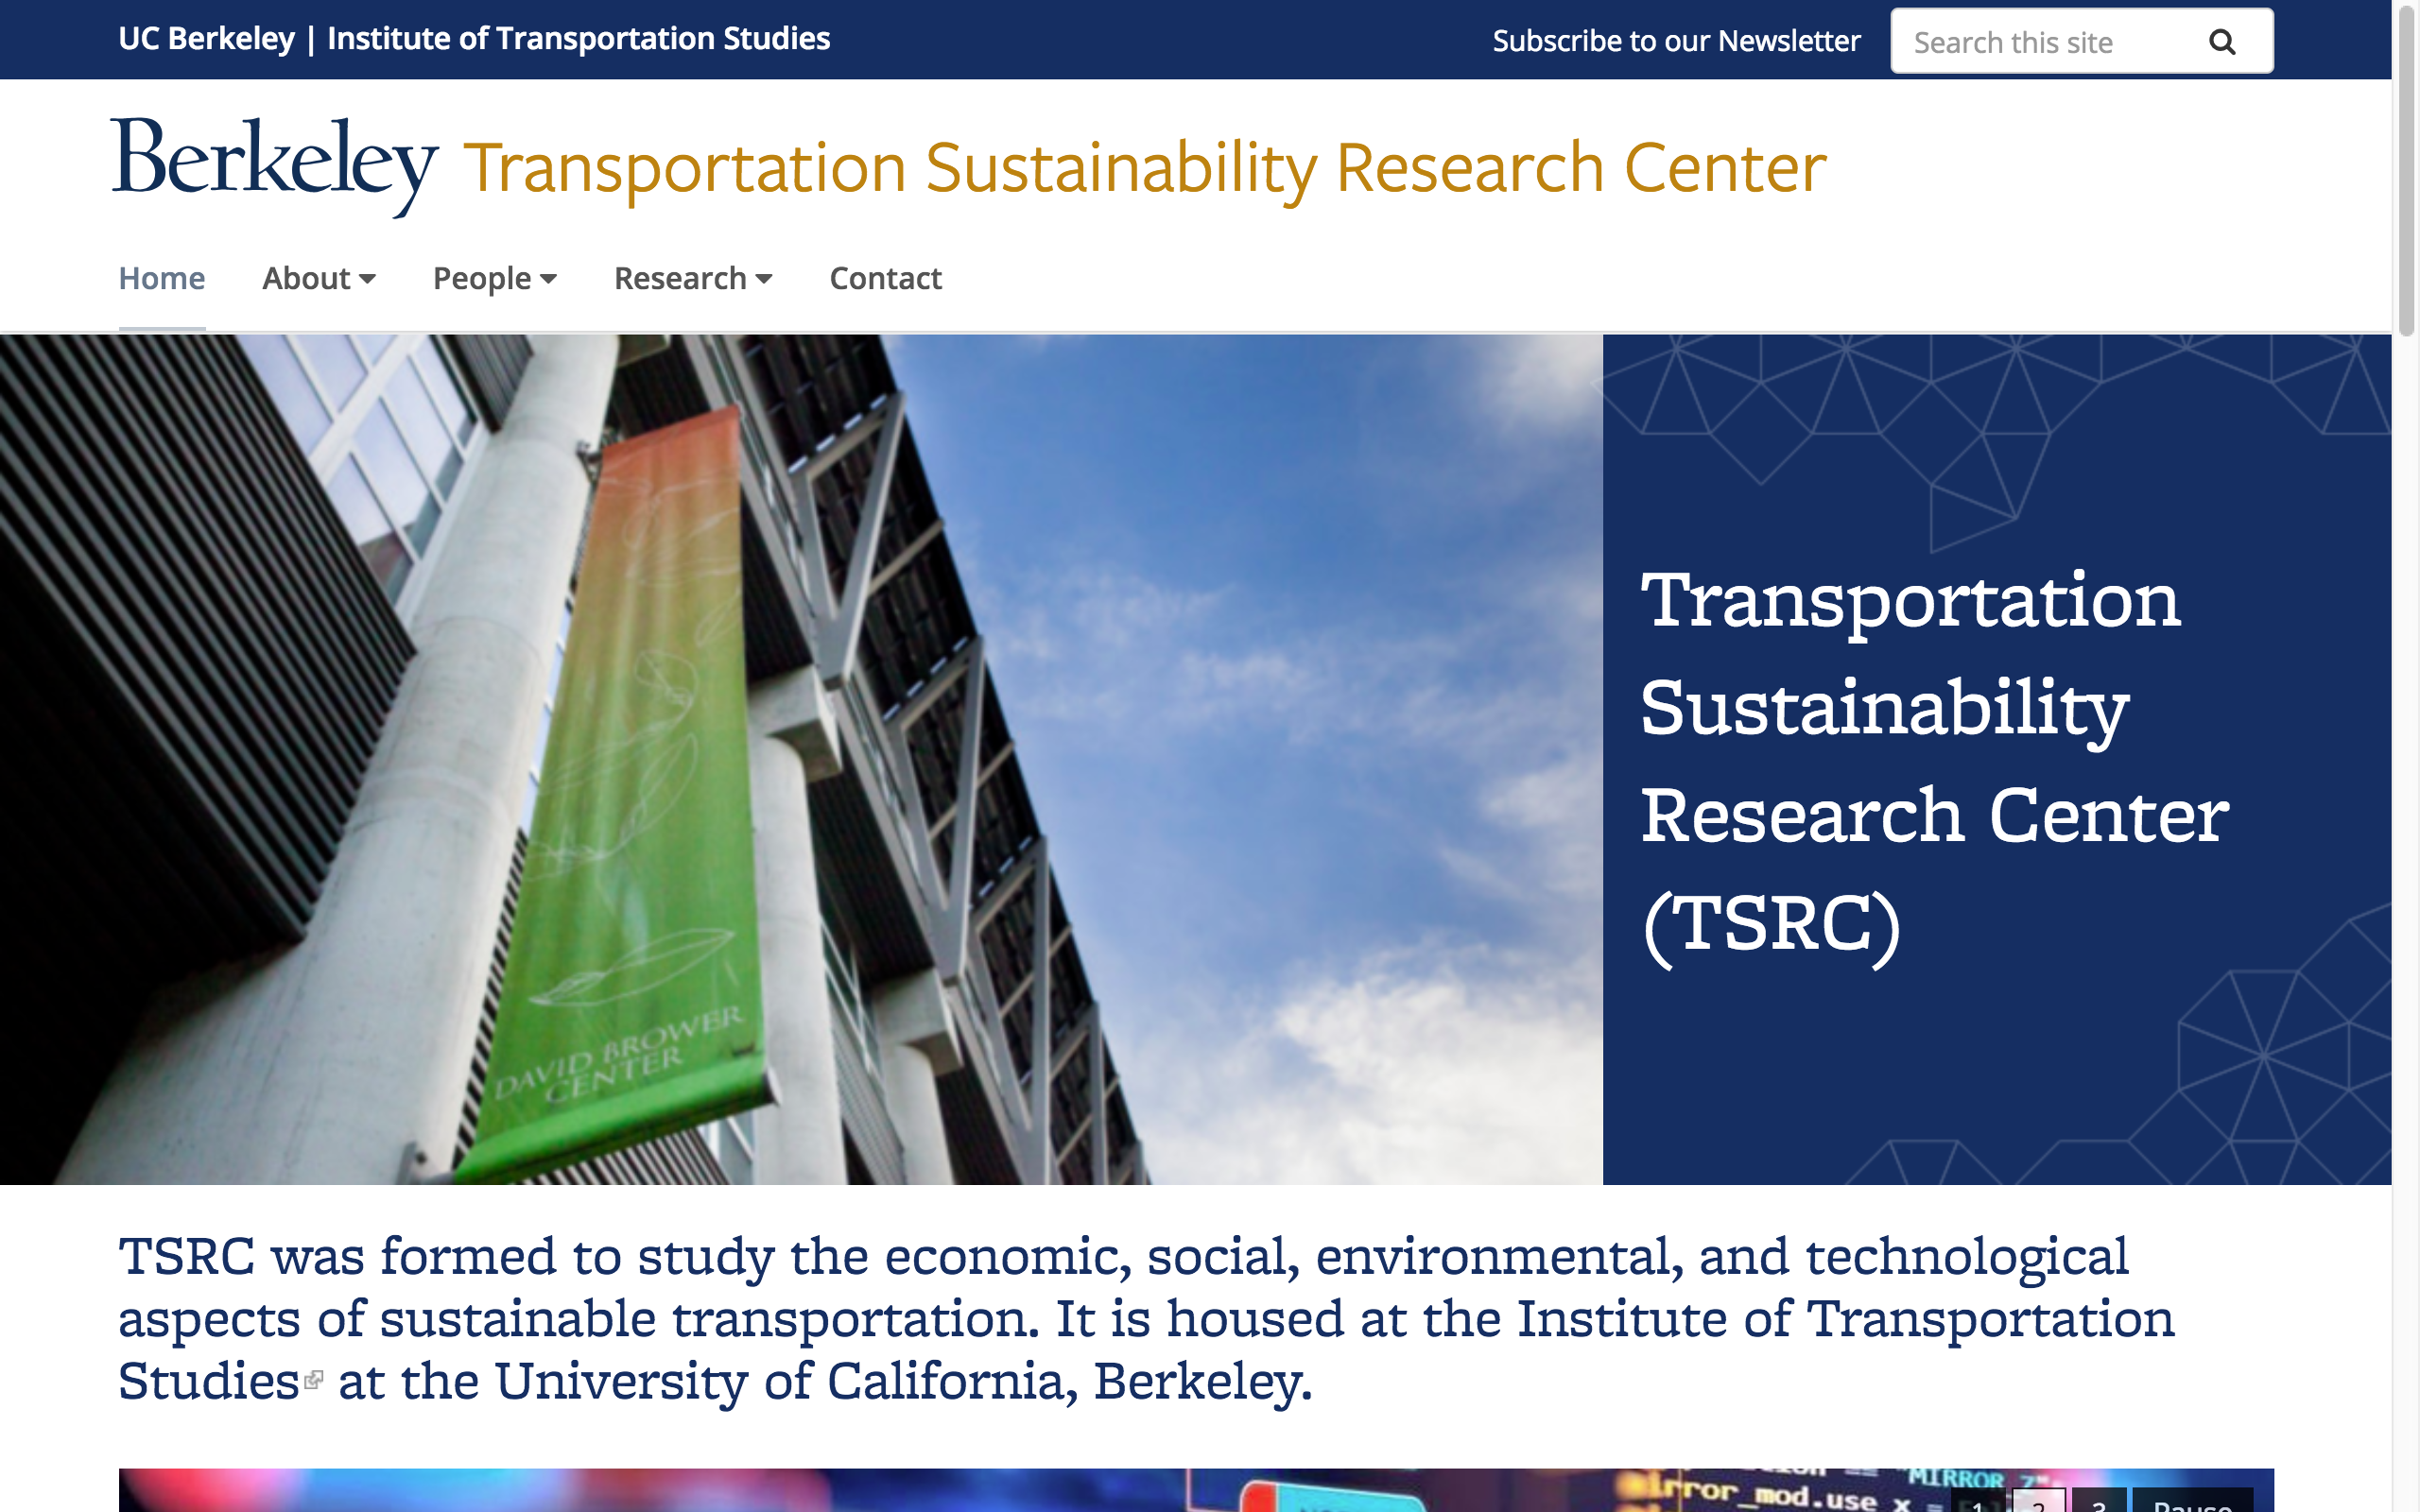 UC Berkeley | Institute of Transportation Studies
Subscribe to our Newsletter
Search this site
Berkeley Transportation Sustainability Research Center
Home About People Research Contact
DAVID BROWER
CENTER
Transportation
Sustainability
Research Center
(TSRC)
TSRC was formed to study the economic, social, environmental, and technological
aspects of sustainable transportation. It is housed at the Institute of Transportation
Studies at the University of California, Berkeley.
== "MIRROR_Z"
mirror_mod.use_x =
1 2 3 Pause